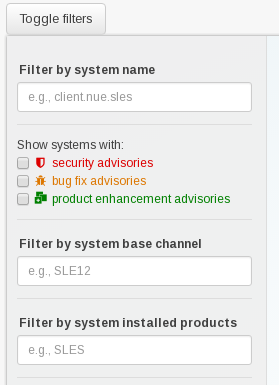 Toggle filters
Filter by system name
e.g., client.nue.sles
Show systems with:
security advisories
bug fix advisories
product enhancement advisories
Filter by system base channel
e.g., SLE12
Filter by system installed products
e.g., SLES